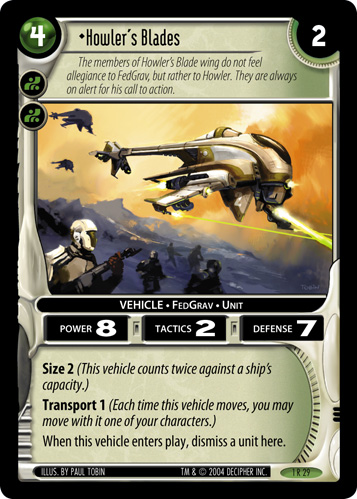 4
•Howler's Blades
2
The members of Howler's Blade wing do not feel
allegiance to FedGrav, but rather to Howler. They are always
on alert for his call to action.
VEHICLE • FEDGRAV • UNIT
POWER 8
TACTICS 2
DEFENSE 7
Size 2 (This vehicle counts twice against a ship's
capacity.)
Transport 1 (Each time this vehicle moves, you may
move with it one of your characters.)
When this vehicle enters play, dismiss a unit here.
ILLUS. BY PAUL TOBIN
TM & © 2004 DECIPHER INC.
1 R 29